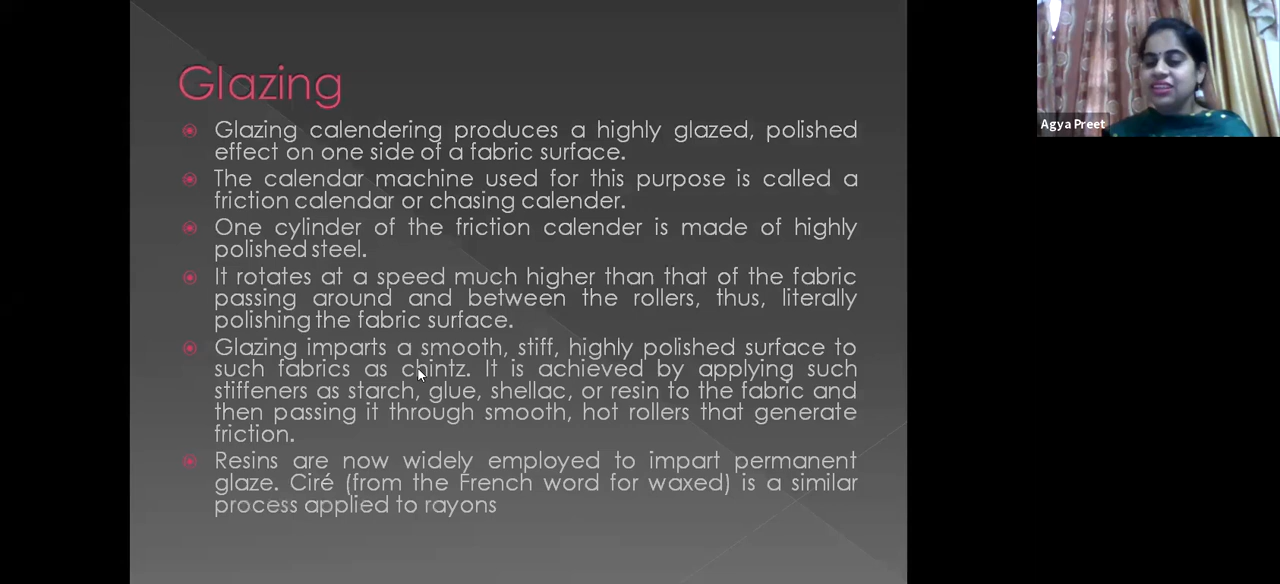 Glazing
Glazing calendering produces a highly glazed, polished
effect on one side of a fabric surface.
The calendar machine used for this purpose is called a
friction calendar or chasing calender.
One cylinder of the friction calender is made of highly
polished steel.
It rotates at a speed much higher than that of the fabric
passing around and between the rollers, thus, literally
polishing the fabric surface.
Glazing imparts a smooth, stiff, highly polished surface to
such fabrics as chintz. It is achieved by applying such
stiffeners as starch, glue, shellac, or resin to the fabric and
then passing it through smooth, hot rollers that generate
friction.
Resins are now widely employed to impart permanent
glaze. Ciré (from the French word for waxed) is a similar
process applied to rayons
Agya Preet